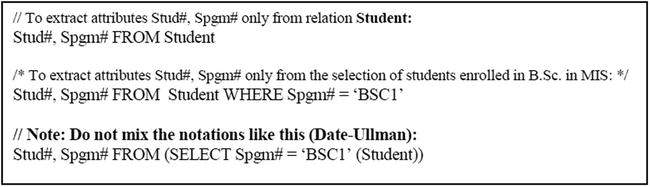 // To extract attributes Stud#, Spgm# only from relation Student:
Stud#, Spgm# FROM Student
/* To extract attributes Stud#, Spgm# only from the selection of students enrolled in B.Sc. in MIS: */
Stud#, Spgm# FROM  Student WHERE Spgm# = ‘BSC1’
// Note: Do not mix the notations like this (Date-Ullman):
Stud#, Spgm# FROM (SELECT Spgm# = ‘BSC1’ (Student))